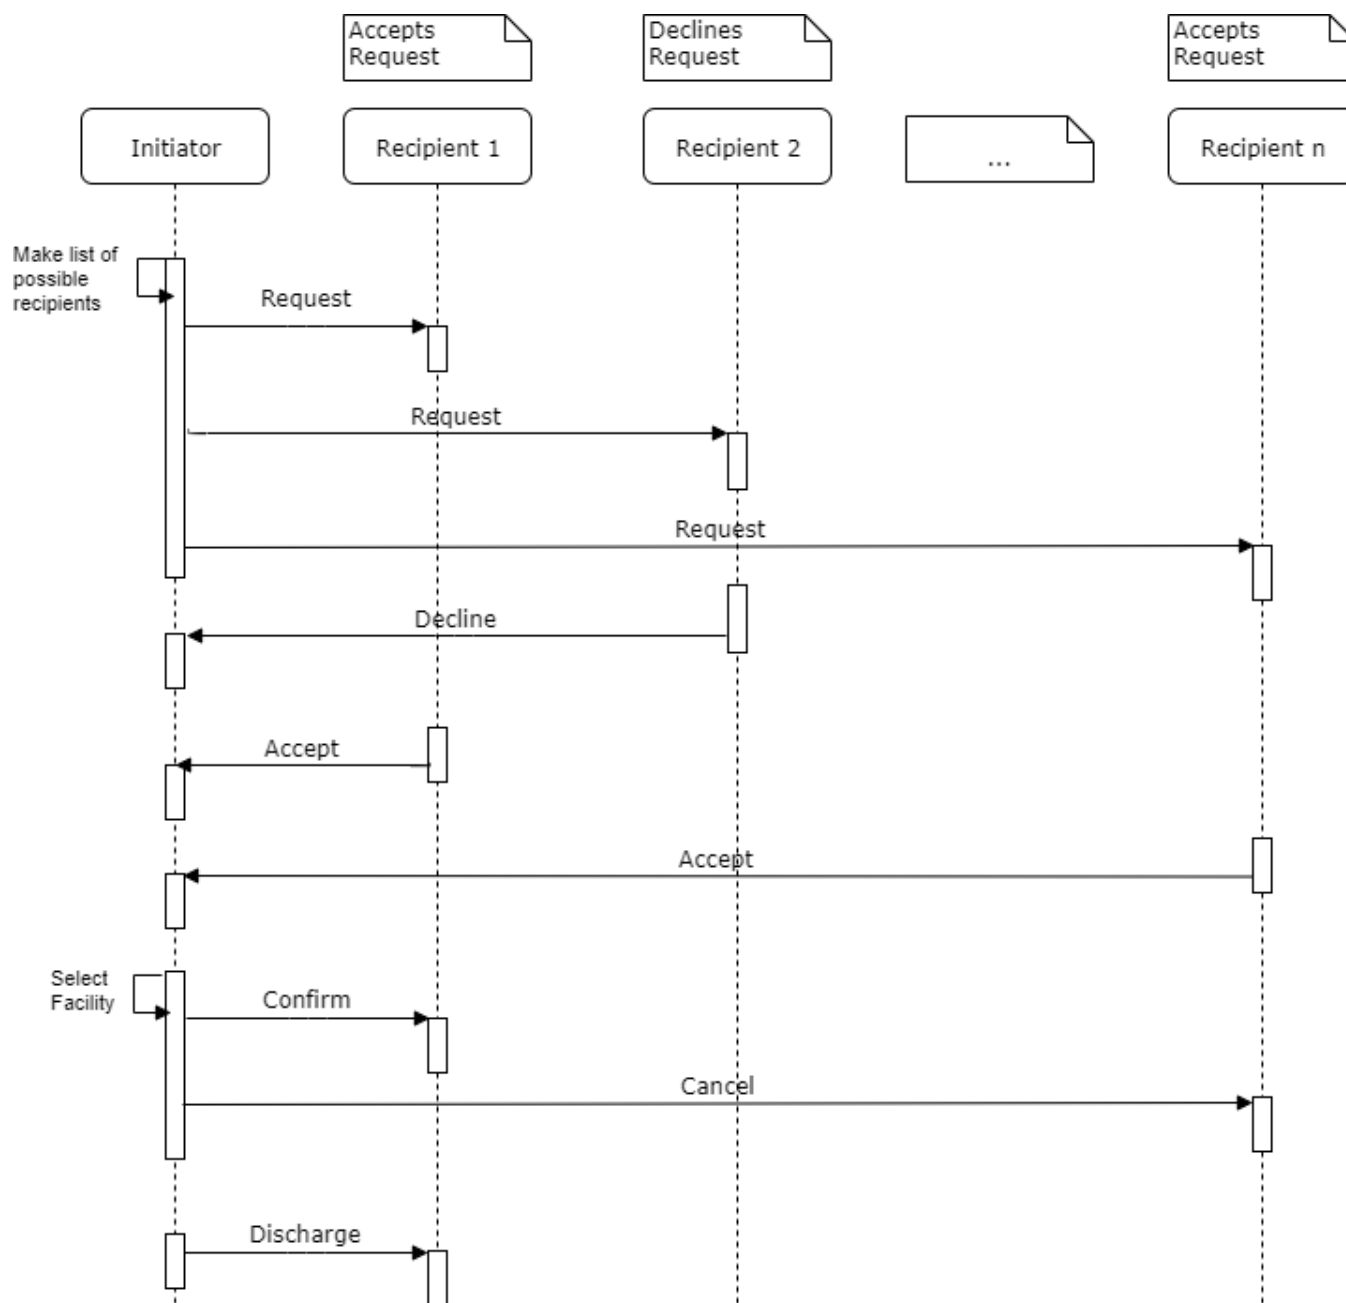 Accepts
Request
Declines
Request
Accepts
Request
Initiator
Recipient 1
Recipient 2
...
Recipient n
Make list of
possible
recipients
Request
Request
Request
Decline
Accept
Accept
Select
Facility
Confirm
Cancel
Discharge